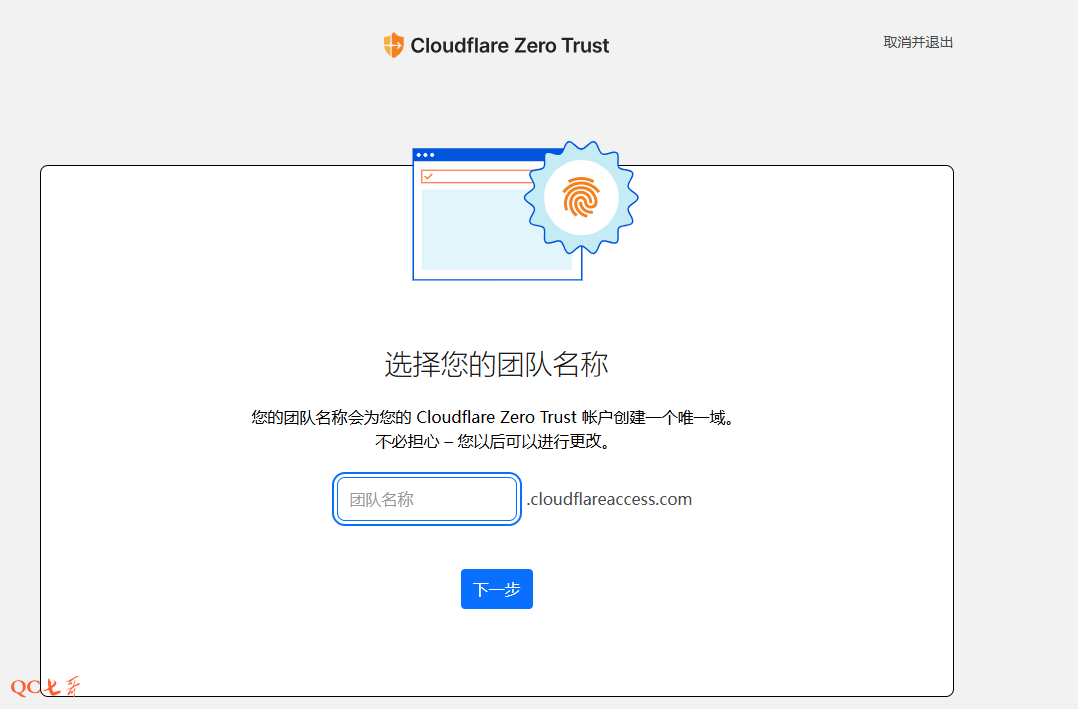 Cloudflare Zero Trust
取消并退出
选择您的团队名称
您的团队名称会为您的 Cloudflare Zero Trust 帐户创建一个唯一域。
不必担心 – 您以后可以进行更改。
团队名称 .cloudflareaccess.com
下一步
QC七哥